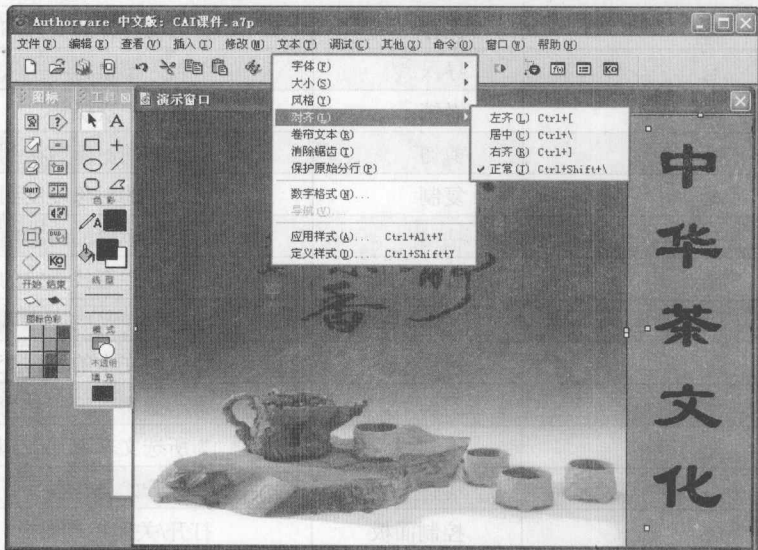 Authorware 中文版: CAI课件.a7p
文件(F) 编辑(E) 查看(V) 插入(I) 修改(M) 文本(T) 调试(C) 其他(X) 命令(O) 窗口(W) 帮助(H)
图标
工具
演示窗口
字体(F)
大小(S)
风格(Y)
对齐(L)
卷帘文本(R)
消除锯齿(I)
保护原始分行(P)
数字格式(N)...
导航(V)...
应用样式(A)... Ctrl+Alt+Y
定义样式(D)... Ctrl+Shift+Y
左齐(L) Ctrl+[
居中(C) Ctrl+\
右齐(R) Ctrl+]
正常(J) Ctrl+Shift+\
A
色彩
A
WAIT
KO
开始 结束
图标色彩
线型
模式
不透明
填充
香
中
华
茶
文
化